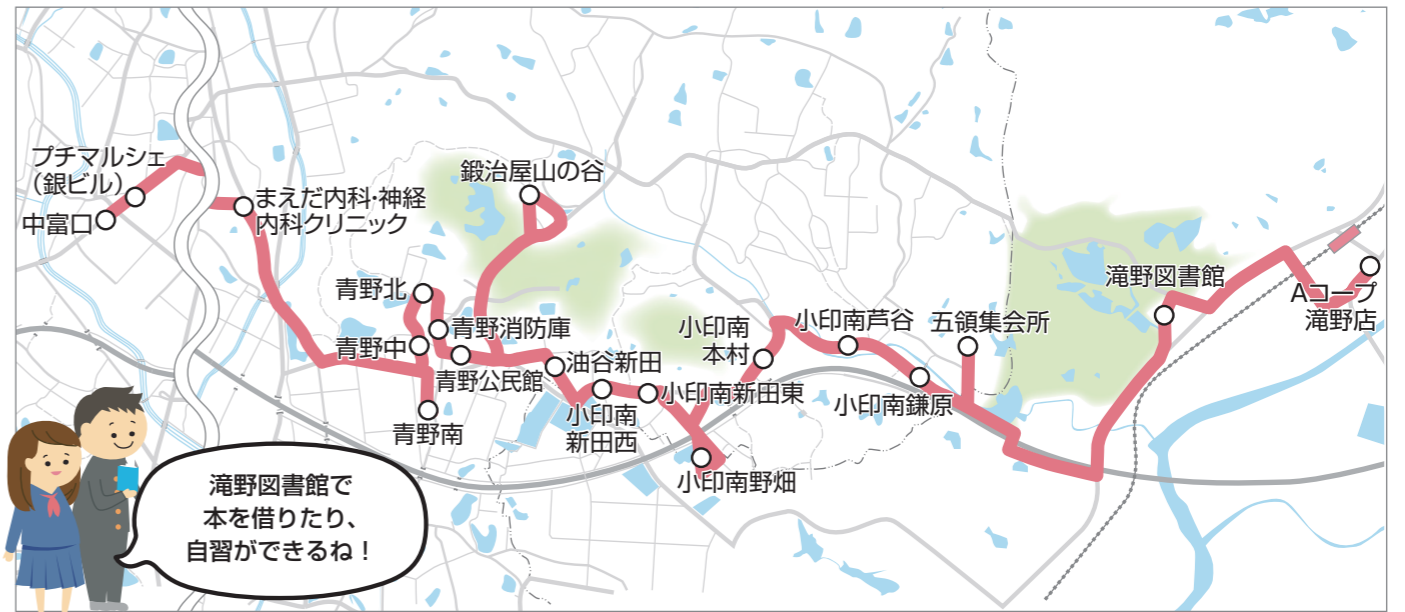 プチマルシェ
（銀ビル）
中富口
まえだ内科・神経
内科クリニック
鍛治屋山の谷
青野北
青野消防庫
青野中
青野公民館
青野南
油谷新田
小印南
新田西
小印南新田東
小印南
本村
小印南野畑
小印南芦谷
小印南鎌原
五領集会所
滝野図書館
Aコープ
滝野店
滝野図書館で
本を借りたり、
自習ができるね！